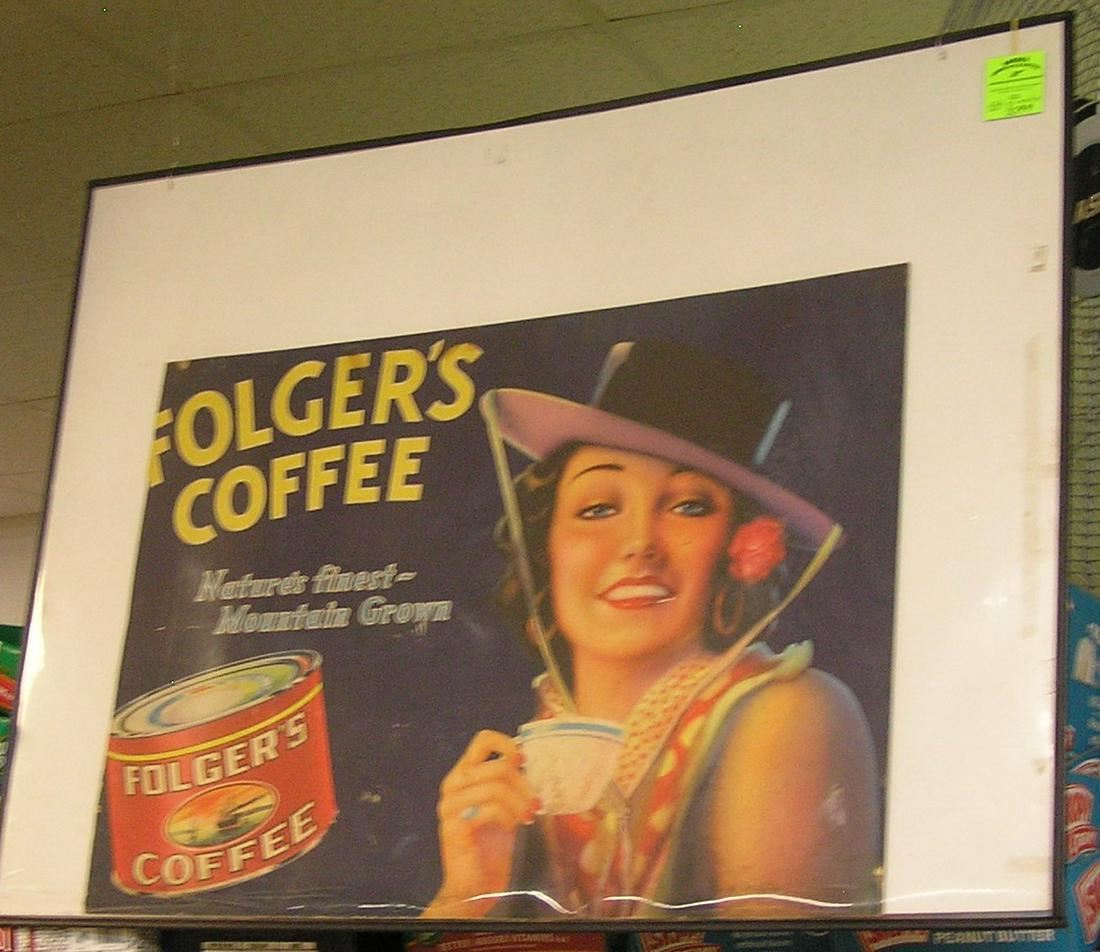 FOLGER'S
COFFEE
Nature's finest~
Mountain Grown
FOLGER'S
COFFEE
PEANUT BUTTER